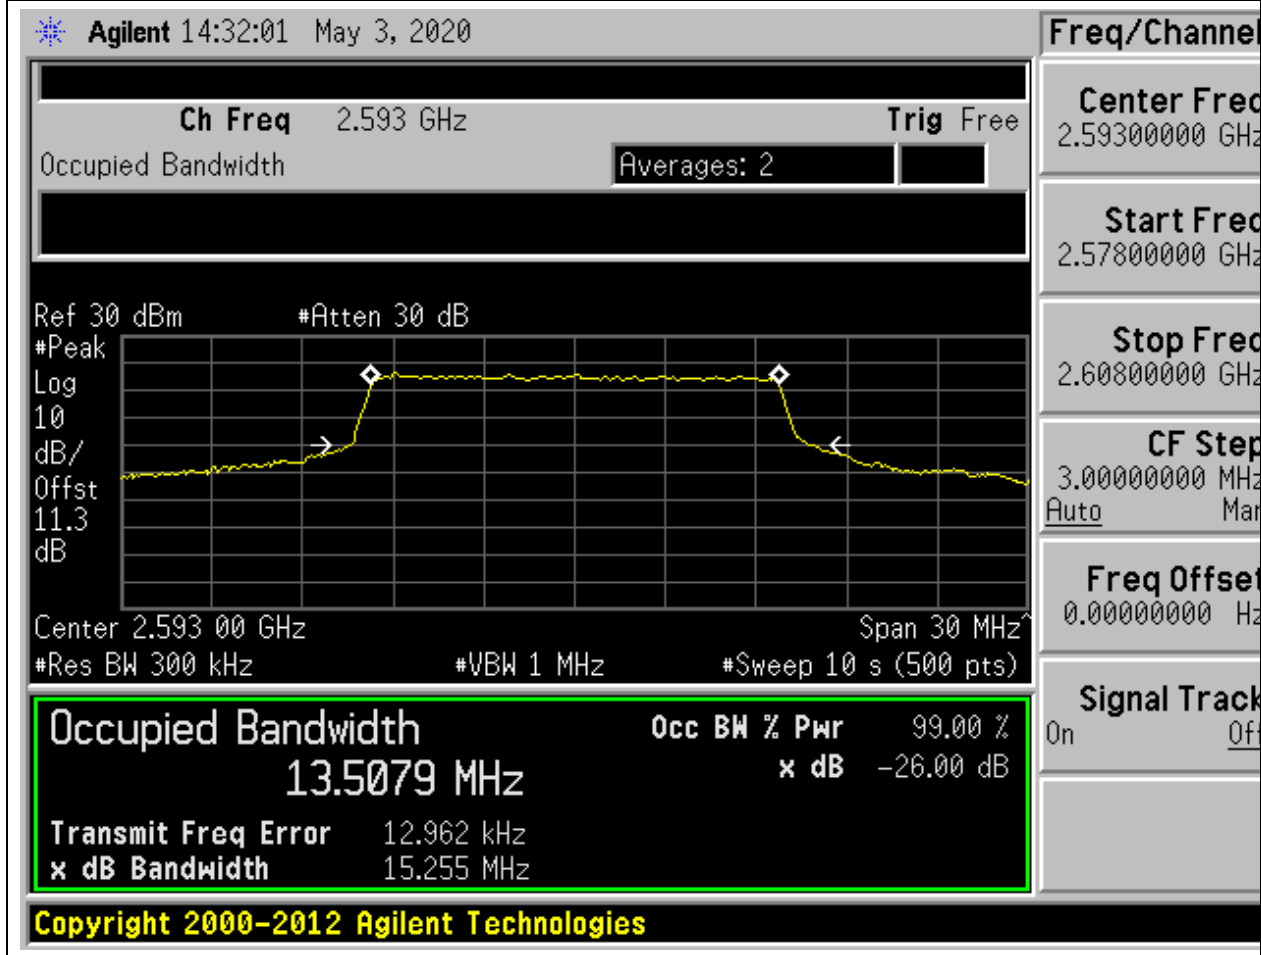 Agilent 14:32:01 May 3, 2020
Freq/Channel
Ch Freq 2.593 GHz Trig Free
Occupied Bandwidth Averages: 2
Center Freq
2.59300000 GHz
Start Freq
2.57800000 GHz
Stop Freq
2.60800000 GHz
CF Step
3.00000000 MHz
Auto Man
Freq Offset
0.00000000 Hz
Signal Track
On Off
Ref 30 dBm #Atten 30 dB
#Peak
Log
10
dB/
Offst
11.3
dB
Center 2.593 00 GHz Span 30 MHz^
#Res BW 300 kHz #VBW 1 MHz #Sweep 10 s (500 pts)
Occupied Bandwidth Occ BW % Pwr 99.00 %
13.5079 MHz x dB -26.00 dB
Transmit Freq Error 12.962 kHz
x dB Bandwidth 15.255 MHz
Copyright 2000-2012 Agilent Technologies